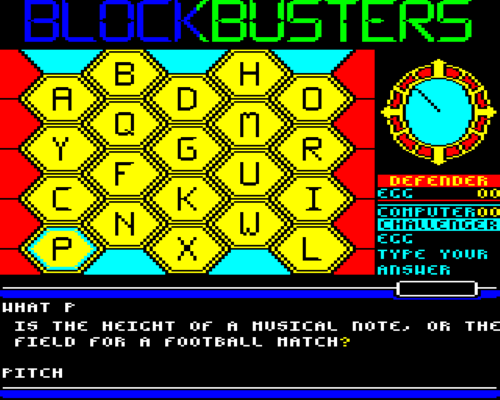 BLOCKBUSTERS
B H
A D O
Q M
Y G R
F U
C K I
N W
P X L
DEFENDER
EGG 00
COMPUTER00
CHALLENGER
EGG
TYPE YOUR
ANSWER
WHAT P
IS THE HEIGHT OF A MUSICAL NOTE, OR THE
FIELD FOR A FOOTBALL MATCH?
PITCH